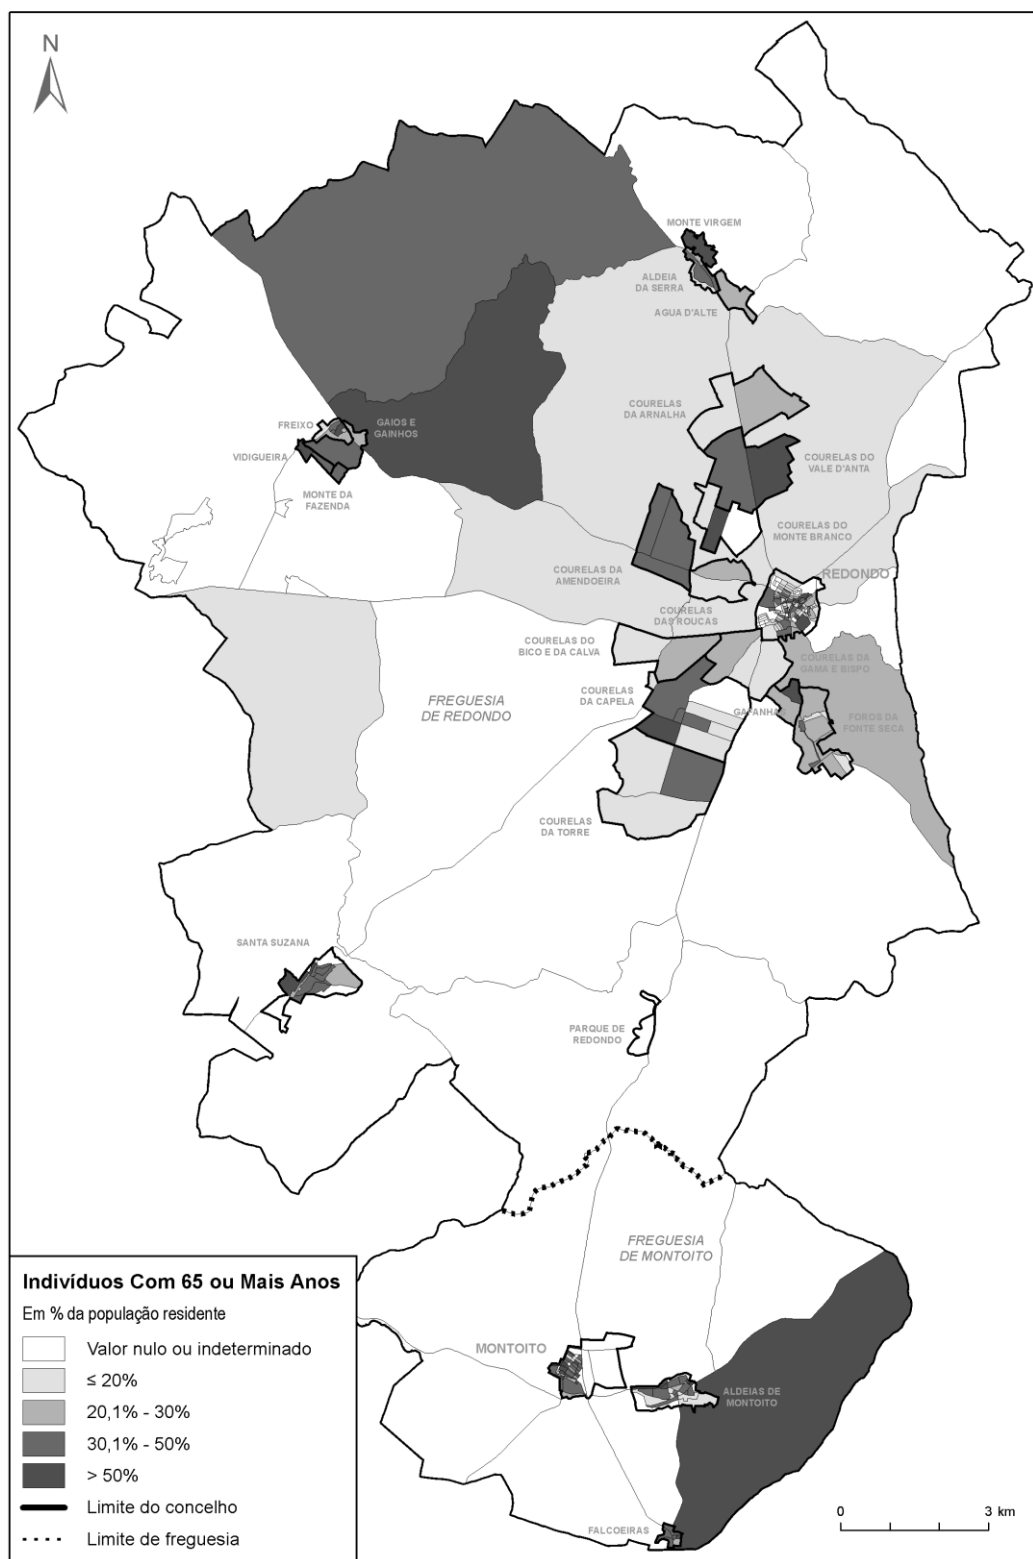 N
MONTE VIRGEM
ALDEIA
DA SERRA
AGUA D'ALTE
COURELAS
DA ARNALHA
FREIXO
GAIOS E
GAINHOS
VIDIGUEIRA
COURELAS DO
VALE D'ANTA
MONTE DA
FAZENDA
COURELAS DO
MONTE BRANCO
COURELAS DA
AMENDOEIRA
REDONDO
COURELAS
DAS ROUCAS
COURELAS DO
BICO E DA CALVA
COURELAS DA
GAMA E BISPO
FREGUESIA
DE REDONDO
COURELAS
DA CAPELA
GAFANHAS
FOROS DA
FONTE SECA
COURELAS
DA TORRE
SANTA SUZANA
PARQUE DE
REDONDO
FREGUESIA
DE MONTOITO
MONTOITO
ALDEIAS DE
MONTOITO
FALCOEIRAS
Indivíduos Com 65 ou Mais Anos
Em % da população residente
Valor nulo ou indeterminado
≤ 20%
20,1% - 30%
30,1% - 50%
> 50%
Limite do concelho
Limite de freguesia
0 3 km